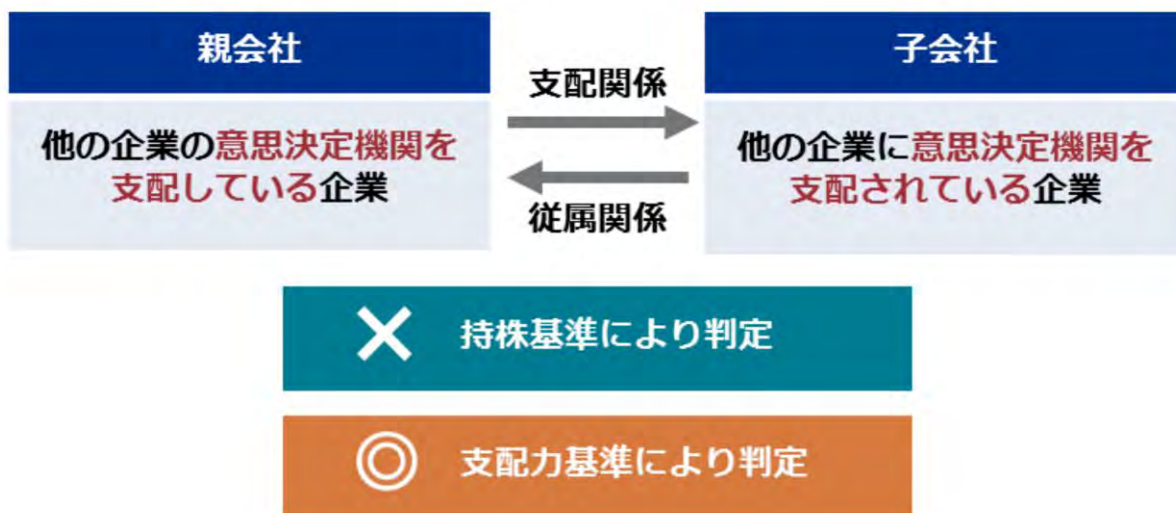 親会社
他の企業の意思決定機関を
支配している企業
支配関係
従属関係
子会社
他の企業に意思決定機関を
支配されている企業
× 持株基準により判定
◎ 支配力基準により判定